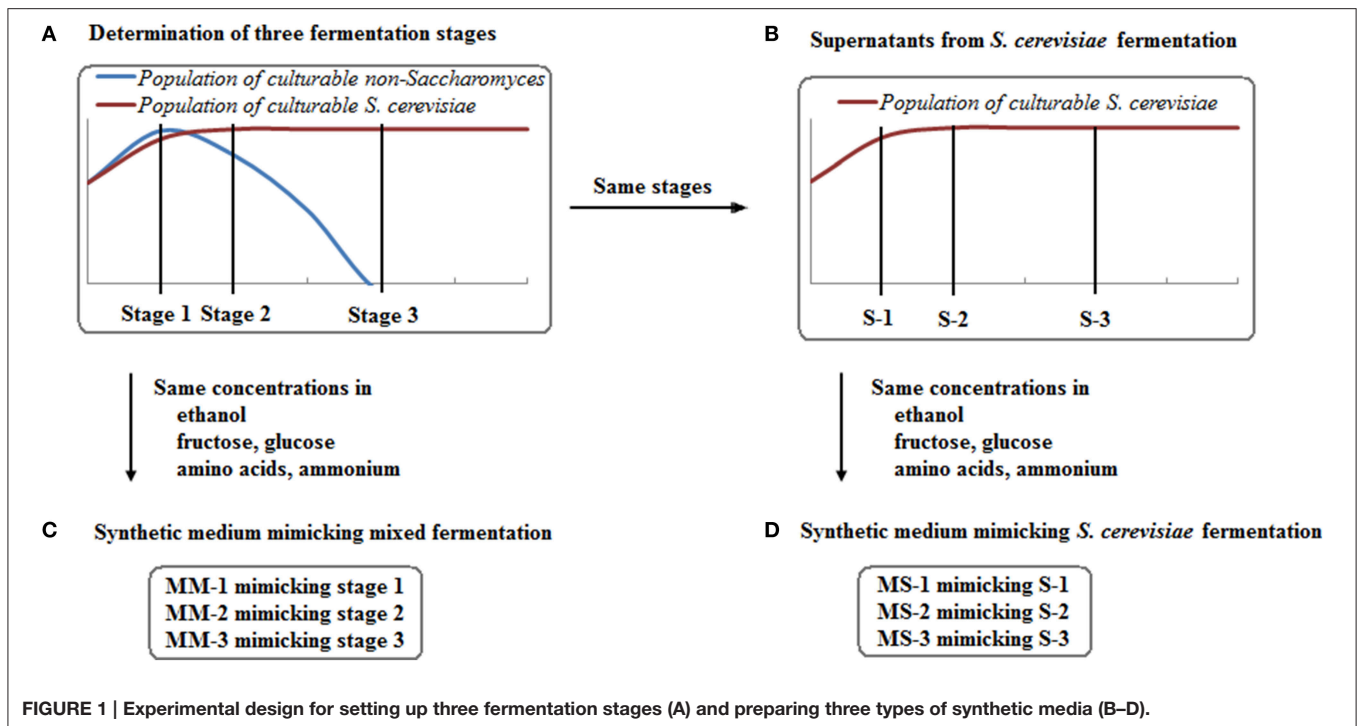 A Determination of three fermentation stages
Population of culturable non-Saccharomyces
Population of culturable S. cerevisiae
Stage 1 Stage 2 Stage 3
B Supernatants from S. cerevisiae fermentation
Population of culturable S. cerevisiae
S-1 S-2 S-3
Same stages
Same concentrations in
ethanol
fructose, glucose
amino acids, ammonium
Same concentrations in
ethanol
fructose, glucose
amino acids, ammonium
C Synthetic medium mimicking mixed fermentation
MM-1 mimicking stage 1
MM-2 mimicking stage 2
MM-3 mimicking stage 3
D Synthetic medium mimicking S. cerevisiae fermentation
MS-1 mimicking S-1
MS-2 mimicking S-2
MS-3 mimicking S-3
FIGURE 1 | Experimental design for setting up three fermentation stages (A) and preparing three types of synthetic media (B–D).